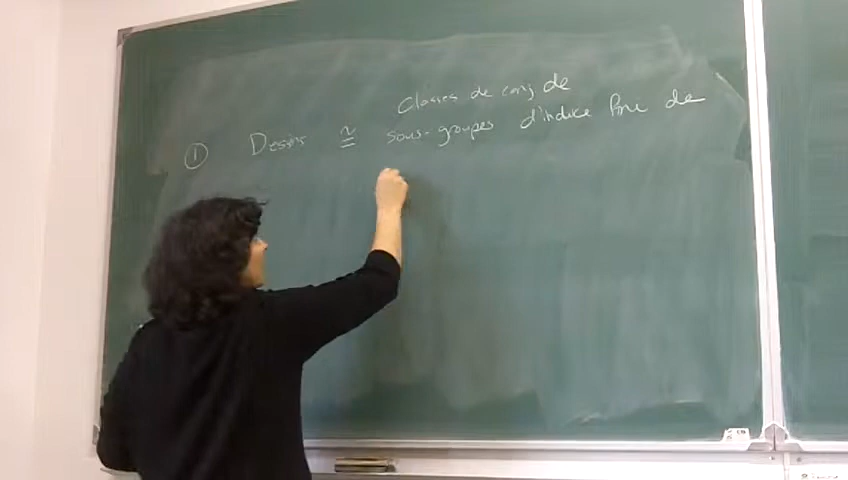 Classes de conj de
① Dessins ≅ sous-groupes d'indice fini de